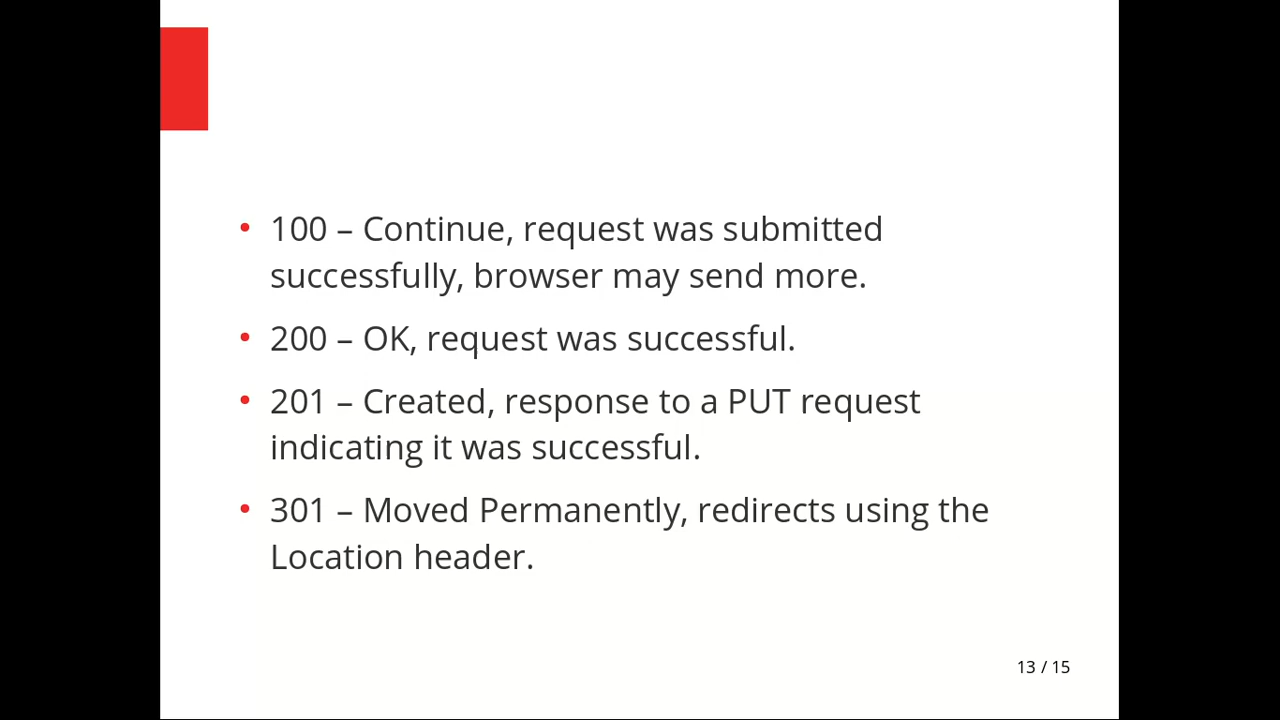 • 100 – Continue, request was submitted
successfully, browser may send more.
• 200 – OK, request was successful.
• 201 – Created, response to a PUT request
indicating it was successful.
• 301 – Moved Permanently, redirects using the
Location header.
13 / 15